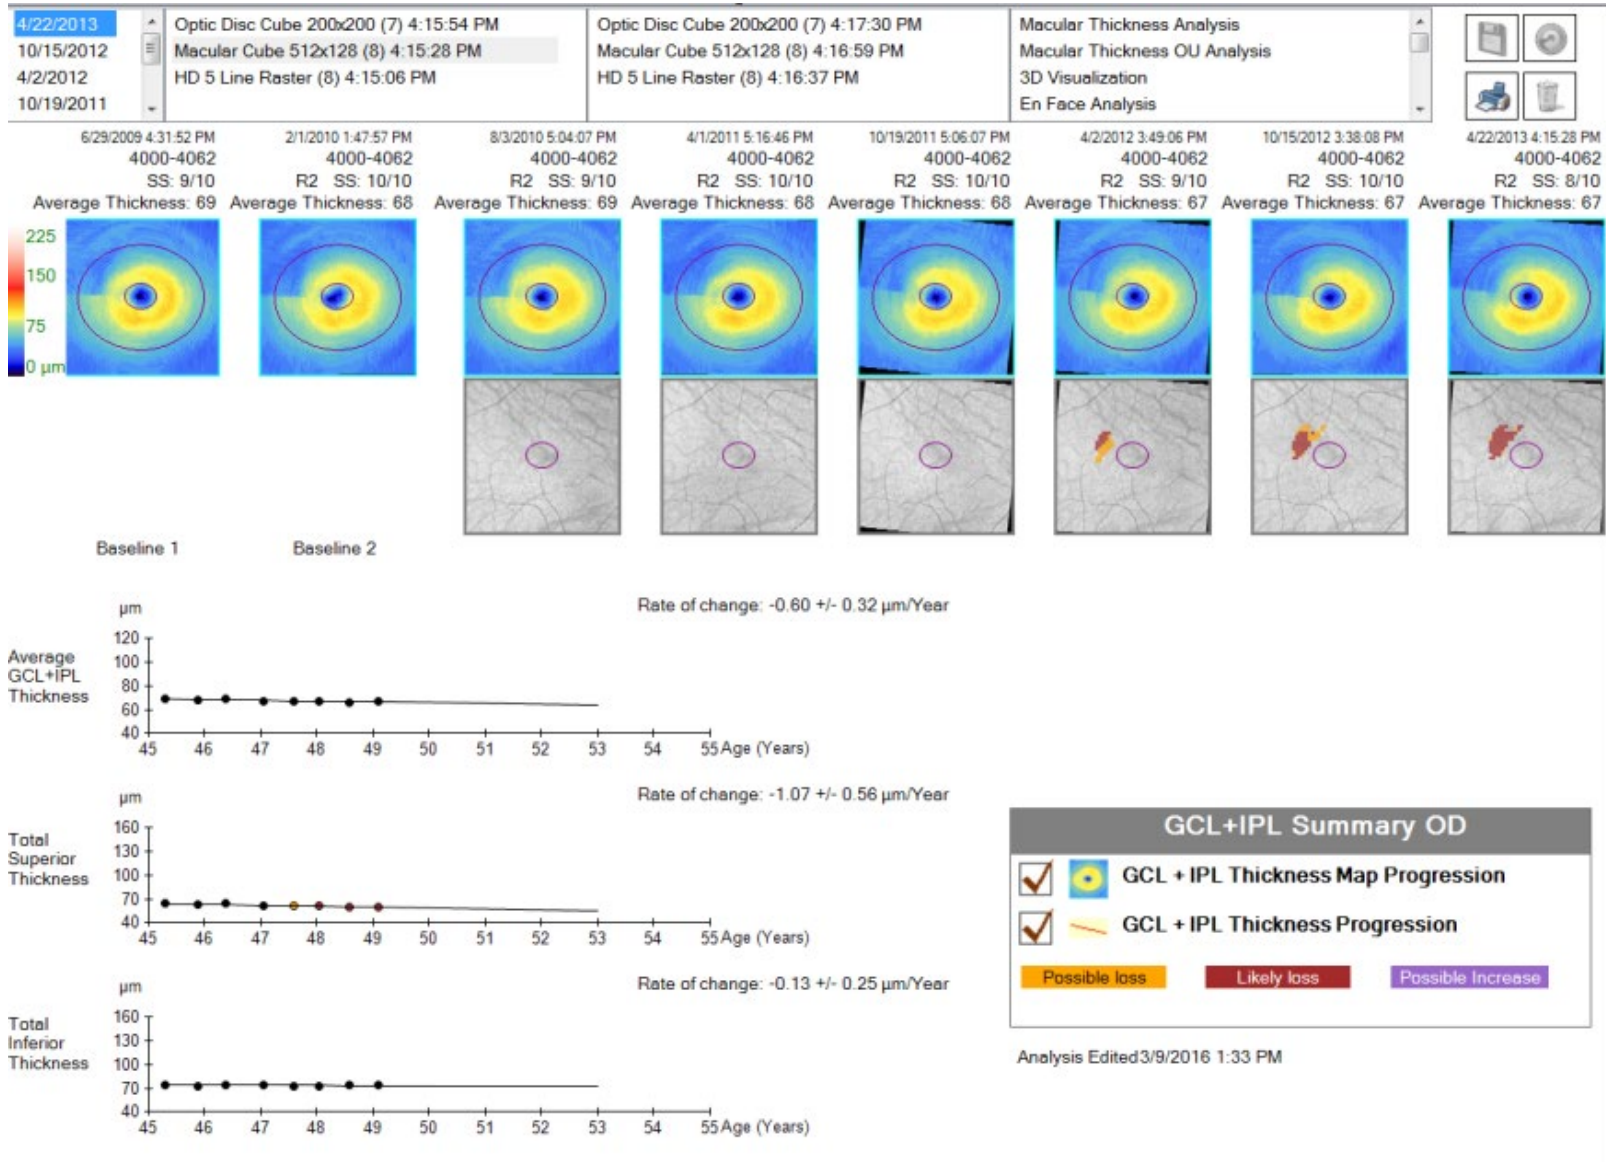 4/22/2013
10/15/2012
4/2/2012
10/19/2011
Optic Disc Cube 200x200 (7) 4:15:54 PM
Macular Cube 512x128 (8) 4:15:28 PM
HD 5 Line Raster (8) 4:15:06 PM
Optic Disc Cube 200x200 (7) 4:17:30 PM
Macular Cube 512x128 (8) 4:16:59 PM
HD 5 Line Raster (8) 4:16:37 PM
Macular Thickness Analysis
Macular Thickness OU Analysis
3D Visualization
En Face Analysis
6/29/2009 4:31:52 PM
4000-4062
SS: 9/10
Average Thickness: 69
2/1/2010 1:47:57 PM
4000-4062
R2 SS: 10/10
Average Thickness: 68
8/3/2010 5:04:07 PM
4000-4062
R2 SS: 9/10
Average Thickness: 69
4/1/2011 5:16:46 PM
4000-4062
R2 SS: 10/10
Average Thickness: 68
10/19/2011 5:06:07 PM
4000-4062
R2 SS: 10/10
Average Thickness: 68
4/2/2012 3:49:06 PM
4000-4062
R2 SS: 9/10
Average Thickness: 67
10/15/2012 3:38:08 PM
4000-4062
R2 SS: 10/10
Average Thickness: 67
4/22/2013 4:15:28 PM
4000-4062
R2 SS: 8/10
Average Thickness: 67
225
150
75
0 µm
Baseline 1
Baseline 2
Rate of change: -0.60 +/- 0.32 µm/Year
µm
Average
GCL+IPL
Thickness
120
100
80
60
40
45 46 47 48 49 50 51 52 53 54 55 Age (Years)
Rate of change: -1.07 +/- 0.56 µm/Year
µm
Total
Superior
Thickness
160
130
100
70
40
45 46 47 48 49 50 51 52 53 54 55 Age (Years)
Rate of change: -0.13 +/- 0.25 µm/Year
µm
Total
Inferior
Thickness
160
130
100
70
40
45 46 47 48 49 50 51 52 53 54 55 Age (Years)
GCL+IPL Summary OD
GCL + IPL Thickness Map Progression
GCL + IPL Thickness Progression
Possible loss
Likely loss
Possible Increase
Analysis Edited3/9/2016 1:33 PM